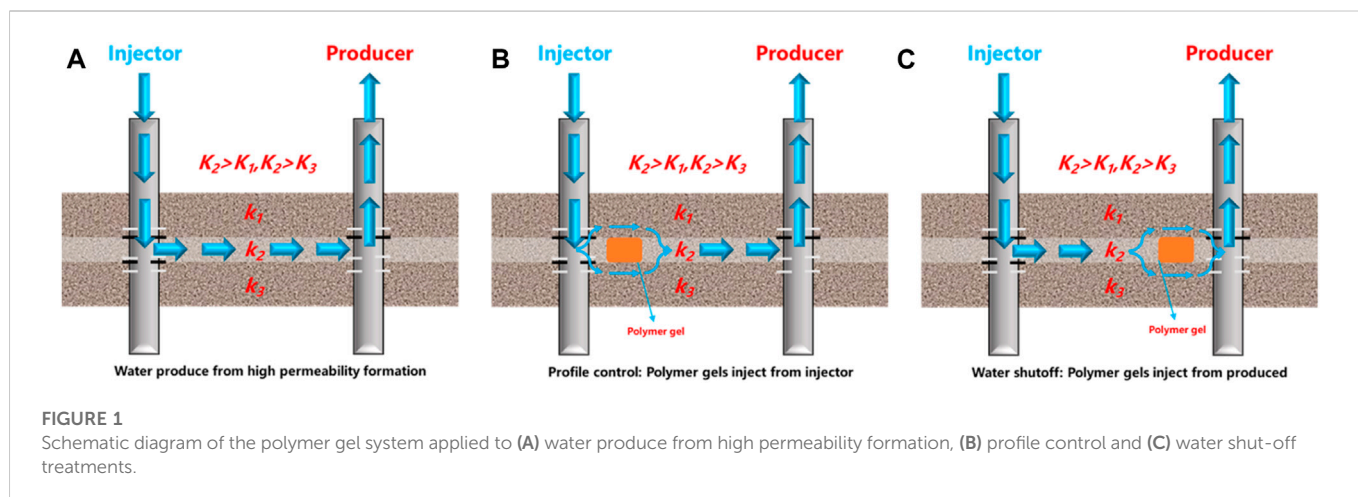 A
Injector
Producer
K₂>K₁,K₂>K₃
k₁
k₂
k₃
Water produce from high permeability formation
B
Injector
Producer
K₂>K₁,K₂>K₃
k₁
k₂
k₃
Polymer gel
Profile control: Polymer gels inject from injector
C
Injector
Producer
K₂>K₁,K₂>K₃
k₁
k₂
k₃
Polymer gel
Water shutoff: Polymer gels inject from produced
FIGURE 1
Schematic diagram of the polymer gel system applied to (A) water produce from high permeability formation, (B) profile control and (C) water shut-off
treatments.